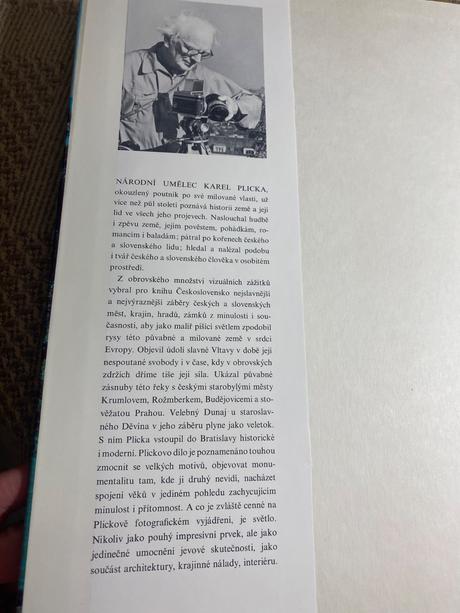 NÁRODNÍ UMĚLEC KAREL PLICKA,
okouzlený poutník po své milované vlasti, už
více než půl století poznává historii země a její
lid ve všech jeho projevech. Naslouchal hudbě
i zpěvu země, jejím pověstem, pohádkám, ro-
mancím i baladám; pátral po kořenech českého
a slovenského lidu; hledal a nalézal podobu
i tvář českého a slovenského člověka v osobitém
prostředí.
Z obrovského množství vizuálních zážitků
vybral pro knihu Československo nejslavnější
a nejvýraznější záběry českých a slovenských
měst, krajin, hradů, zámků z minulosti i sou-
časnosti, aby jako malíř píšící světlem zpodobil
rysy této půvabné a milované země v srdci
Evropy. Objevil údolí slavné Vltavy v době její
nespoutané svobody i v čase, kdy v obrovských
zdržích dříme tiše její síla. Ukázal půvabné
zásnuby této řeky s českými starobylými městy
Krumlovem, Rožmberkem, Budějovicemi a sto-
věžatou Prahou. Velebný Dunaj u staroslav-
ného Děvína v jeho záběru plyne jako veletok.
S ním Plicka vstoupil do Bratislavy historické
i moderní. Plickovo dílo je poznamenáno touhou
zmocnit se velkých motivů, objevovat monu-
mentalitu tam, kde ji druhý nevidí, nacházet
spojení věků v jediném pohledu zachycujícím
minulost i přítomnost. A co je zvláště cenné na
Plickově fotografickém vyjádření, je světlo.
Nikoliv jako pouhý impresivní prvek, ale jako
jedinečné umocnění jevové skutečnosti, jako
součást architektury, krajinné nálady, interiéru.